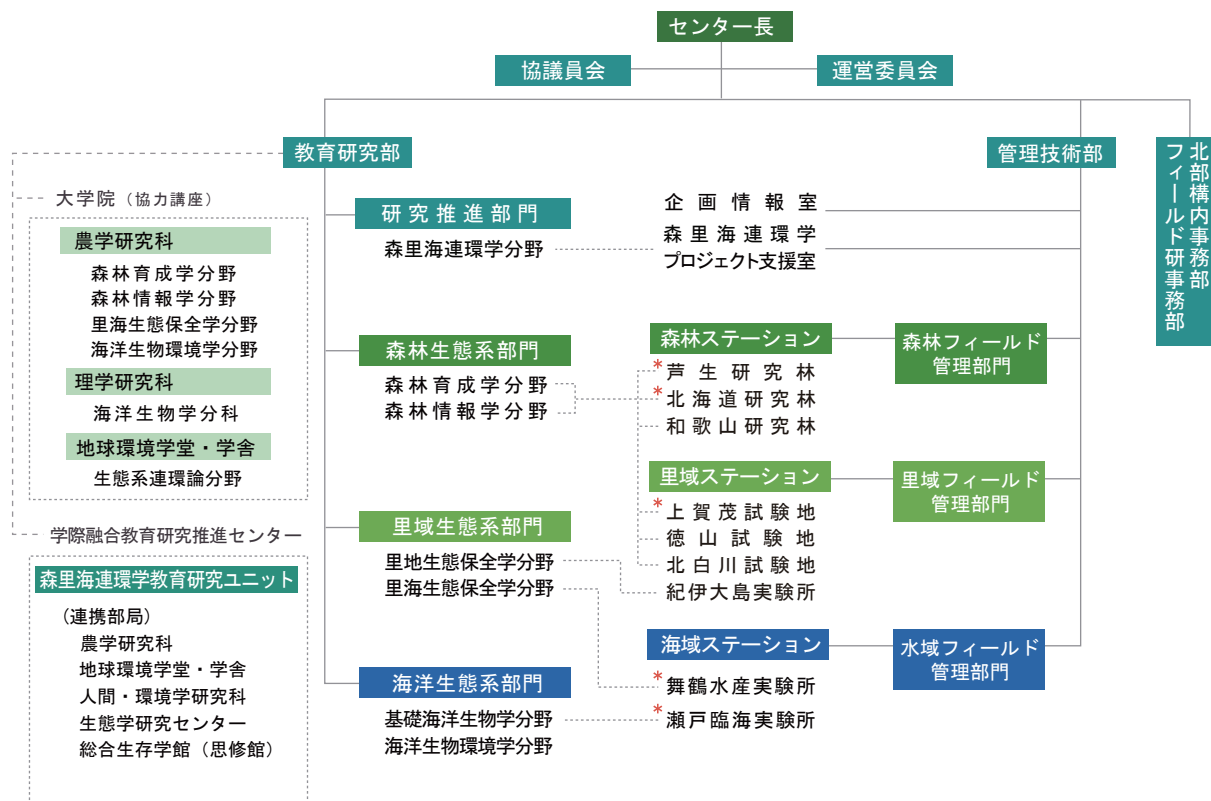 センター長
協議員会
運営委員会
教育研究部
管理技術部
北部構内事務部
フィールド研事務部
大学院（協力講座）
農学研究科
森林育成学分野
森林情報学分野
里海生態保全学分野
海洋生物環境学分野
理学研究科
海洋生物学分科
地球環境学堂・学舎
生態系連環論分野
学際融合教育研究推進センター
森里海連環学教育研究ユニット
（連携部局）
農学研究科
地球環境学堂・学舎
人間・環境学研究科
生態学研究センター
総合生存学館（思修館）
研究推進部門
森里海連環学分野
森林生態系部門
森林育成学分野
森林情報学分野
里域生態系部門
里地生態保全学分野
里海生態保全学分野
海洋生態系部門
基礎海洋生物学分野
海洋生物環境学分野
企画情報室
森里海連環学
プロジェクト支援室
森林ステーション
*芦生研究林
*北海道研究林
和歌山研究林
里域ステーション
*上賀茂試験地
徳山試験地
北白川試験地
紀伊大島実験所
海域ステーション
*舞鶴水産実験所
*瀬戸臨海実験所
森林フィールド
管理部門
里域フィールド
管理部門
水域フィールド
管理部門